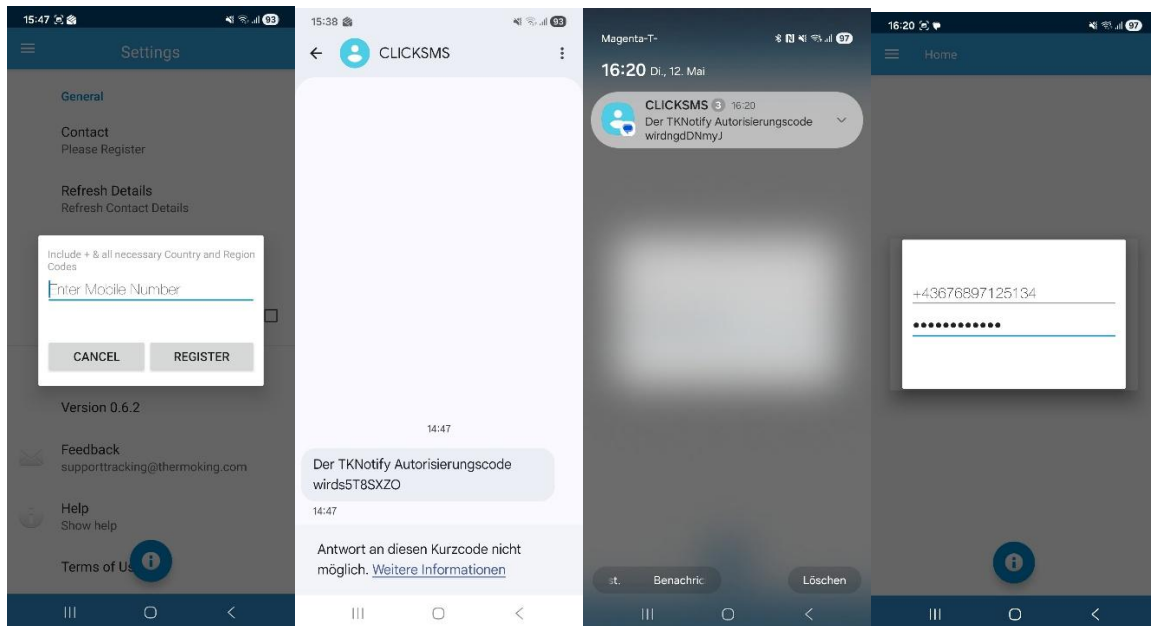 15:47
93
Settings
General
Contact
Please Register
Refresh Details
Refresh Contact Details
Include + & all necessary Country and Region
Codes
Enter Mobile Number
CANCEL
REGISTER
Version 0.6.2
Feedback
supporttracking@thermoking.com
Help
Show help
Terms of Us
15:38
93
CLICKSMS
14:47
Der TKNotify Autorisierungscode
wirds5T8SXZO
14:47
Antwort an diesen Kurzcode nicht
möglich. Weitere Informationen
Magenta-T-
97
16:20 Di., 12. Mai
CLICKSMS 3 16:20
Der TKNotify Autorisierungscode
wirdngdDNmyJ
st.
Benachric
Löschen
16:20
97
Home
+43676897125134
••••••••••••